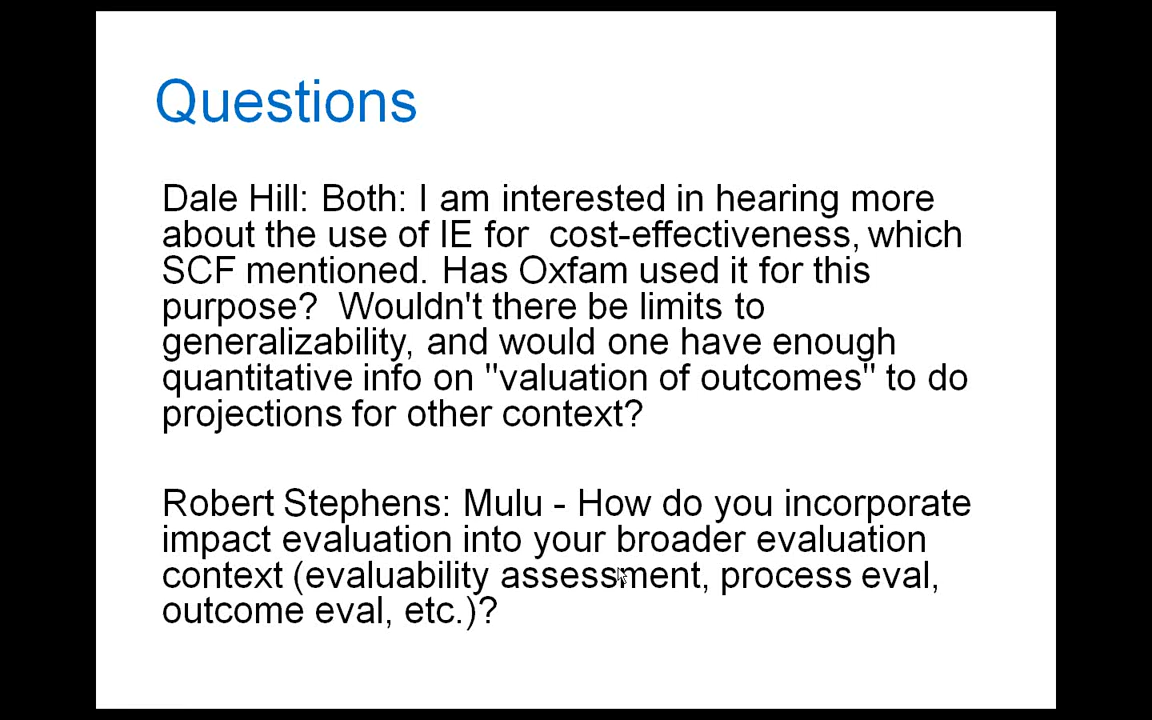 Questions
Dale Hill: Both: I am interested in hearing more
about the use of IE for  cost-effectiveness, which
SCF mentioned. Has Oxfam used it for this
purpose?  Wouldn't there be limits to
generalizability, and would one have enough
quantitative info on "valuation of outcomes" to do
projections for other context?
Robert Stephens: Mulu - How do you incorporate
impact evaluation into your broader evaluation
context (evaluability assessment, process eval,
outcome eval, etc.)?